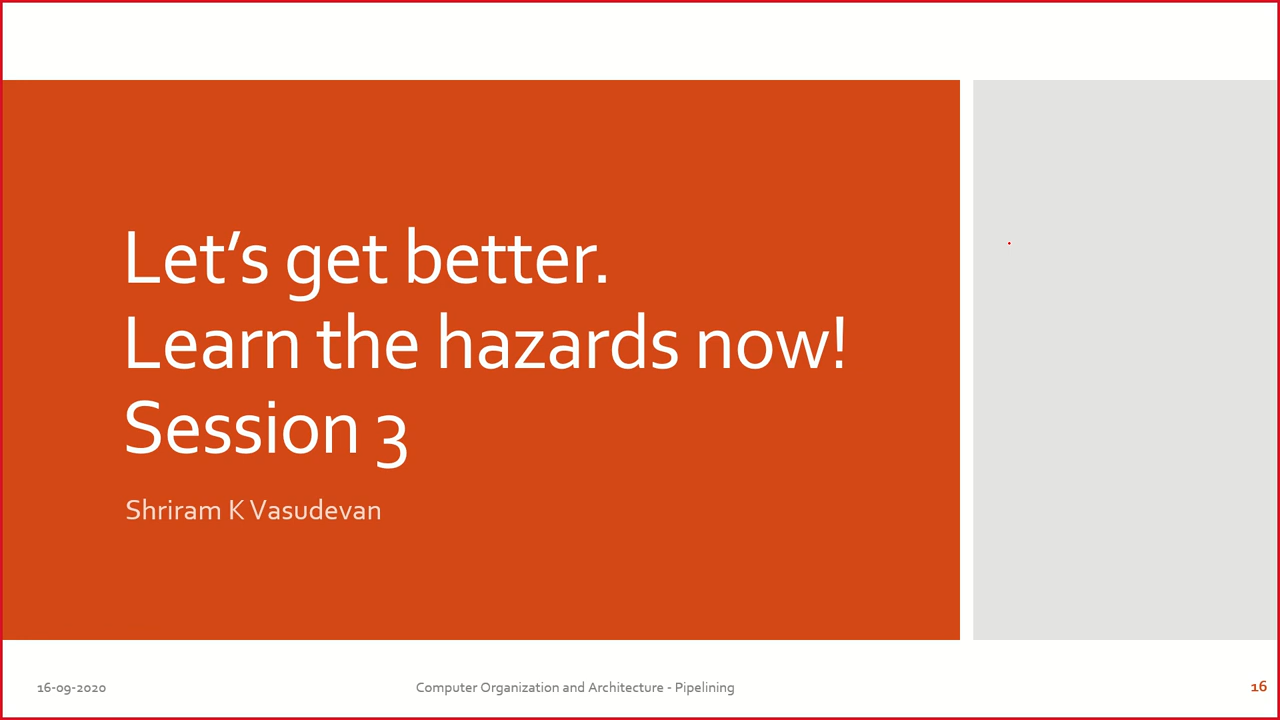 Let's get better.
Learn the hazards now!
Session 3
Shriram K Vasudevan
16-09-2020
Computer Organization and Architecture - Pipelining
16